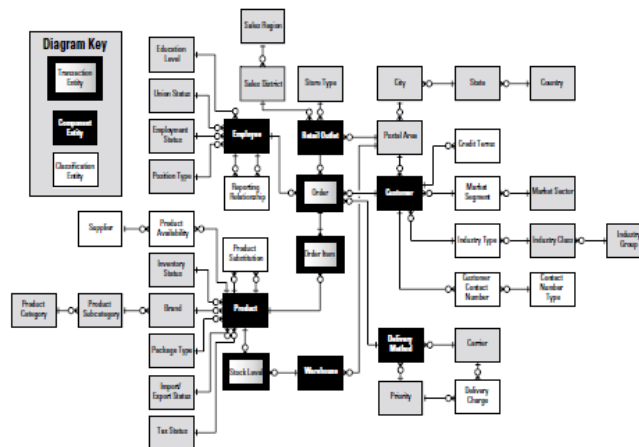 Sales Region
Diagram Key
Transaction
Entity
Component
Entity
Classification
Entity
Education
Level
Union Status
Employment
Status
Position Type
Sales District
Store Type
City
State
Country
Employee
Retail Outlet
Postal Area
Credit Terms
Reporting
Relationship
Order
Customer
Market
Segment
Market Sector
Supplier
Product
Availability
Product
Substitution
Order Item
Industry Type
Industry Class
Industry
Group
Inventory
Status
Customer
Contact
Number
Contact
Number
Type
Product
Category
Product
Subcategory
Brand
Product
Package Type
Delivery
Method
Carrier
Import/
Export Status
Stock Level
Warehouse
Priority
Delivery
Charge
Tax Status